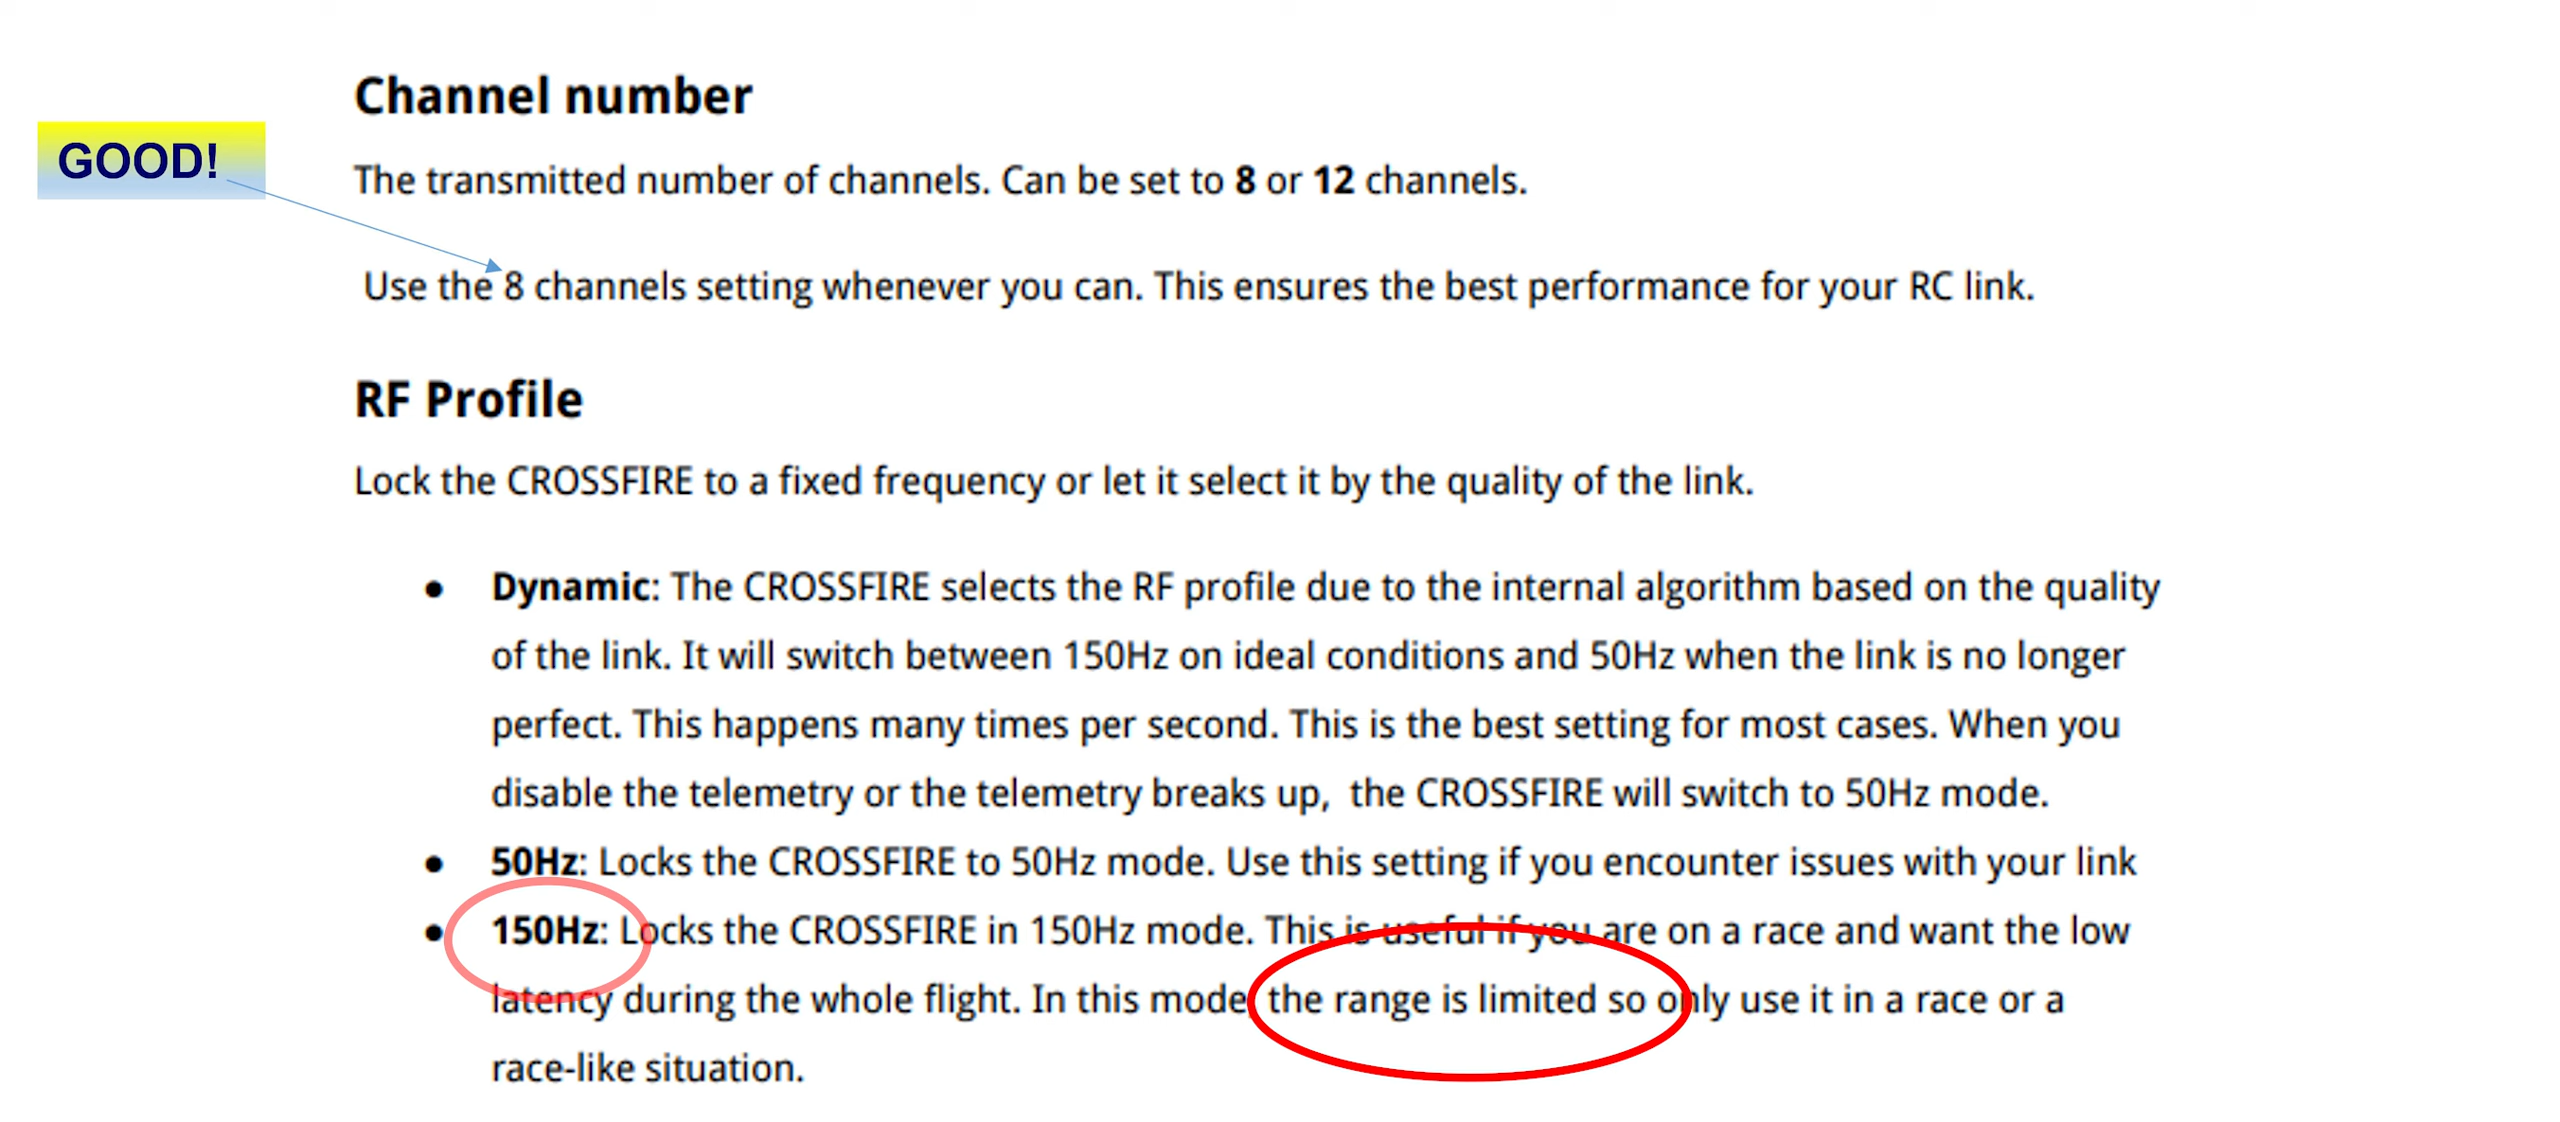 Channel number
GOOD!
The transmitted number of channels. Can be set to 8 or 12 channels.
Use the 8 channels setting whenever you can. This ensures the best performance for your RC link.
RF Profile
Lock the CROSSFIRE to a fixed frequency or let it select it by the quality of the link.
● Dynamic: The CROSSFIRE selects the RF profile due to the internal algorithm based on the quality
of the link. It will switch between 150Hz on ideal conditions and 50Hz when the link is no longer
perfect. This happens many times per second. This is the best setting for most cases. When you
disable the telemetry or the telemetry breaks up, the CROSSFIRE will switch to 50Hz mode.
● 50Hz: Locks the CROSSFIRE to 50Hz mode. Use this setting if you encounter issues with your link
● 150Hz: Locks the CROSSFIRE in 150Hz mode. This is useful if you are on a race and want the low
latency during the whole flight. In this mode, the range is limited so only use it in a race or a
race-like situation.